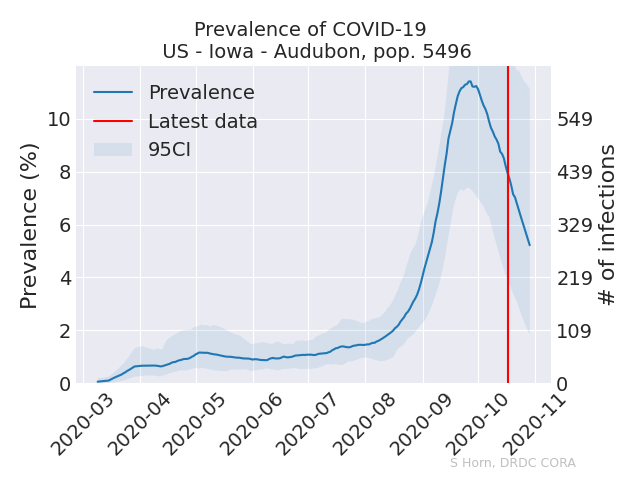 Prevalence of COVID-19
US - Iowa - Audubon, pop. 5496
Prevalence
Latest data
95CI
Prevalence (%)
10
8
6
4
2
0
549
439
329
219
109
0
# of infections
2020-03
2020-04
2020-05
2020-06
2020-07
2020-08
2020-09
2020-10
2020-11
S Horn, DRDC CORA